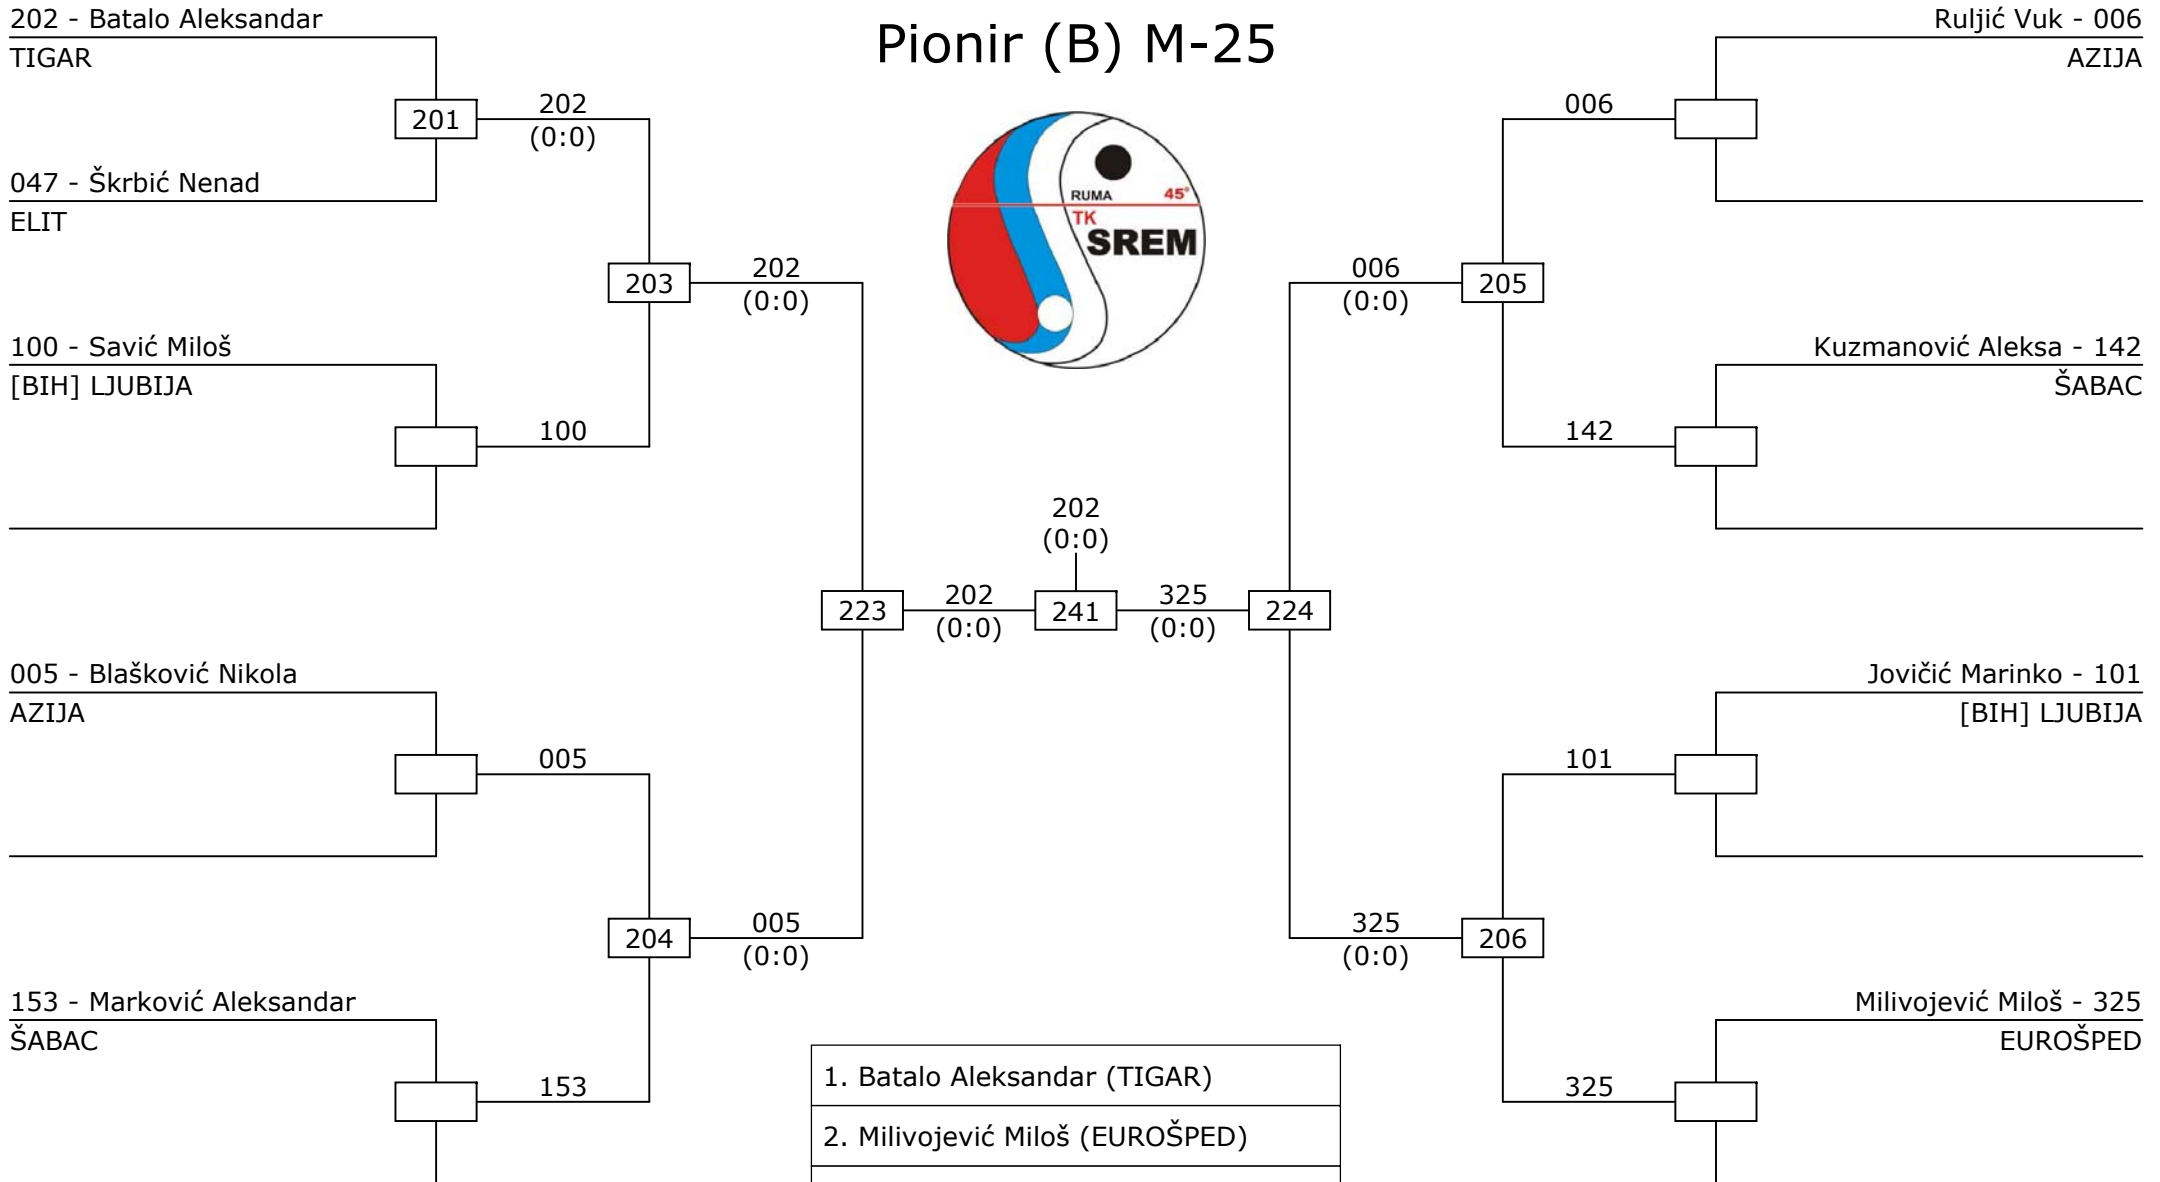 Pionir (B) M-25
202 - Batalo Aleksandar
TIGAR
201
202
(0:0)
047 - Škrbić Nenad
ELIT
203
202
(0:0)
100 - Savić Miloš
[BIH] LJUBIJA
100
005 - Blašković Nikola
AZIJA
005
204
005
(0:0)
153 - Marković Aleksandar
ŠABAC
153
RUMA 45°
TK
SREM
202
(0:0)
223
202
(0:0)
241
325
(0:0)
224
Ruljić Vuk - 006
AZIJA
006
006
(0:0)
205
Kuzmanović Aleksa - 142
ŠABAC
142
Jovičić Marinko - 101
[BIH] LJUBIJA
101
325
(0:0)
206
Milivojević Miloš - 325
EUROŠPED
325
1. Batalo Aleksandar (TIGAR)
2. Milivojević Miloš (EUROŠPED)